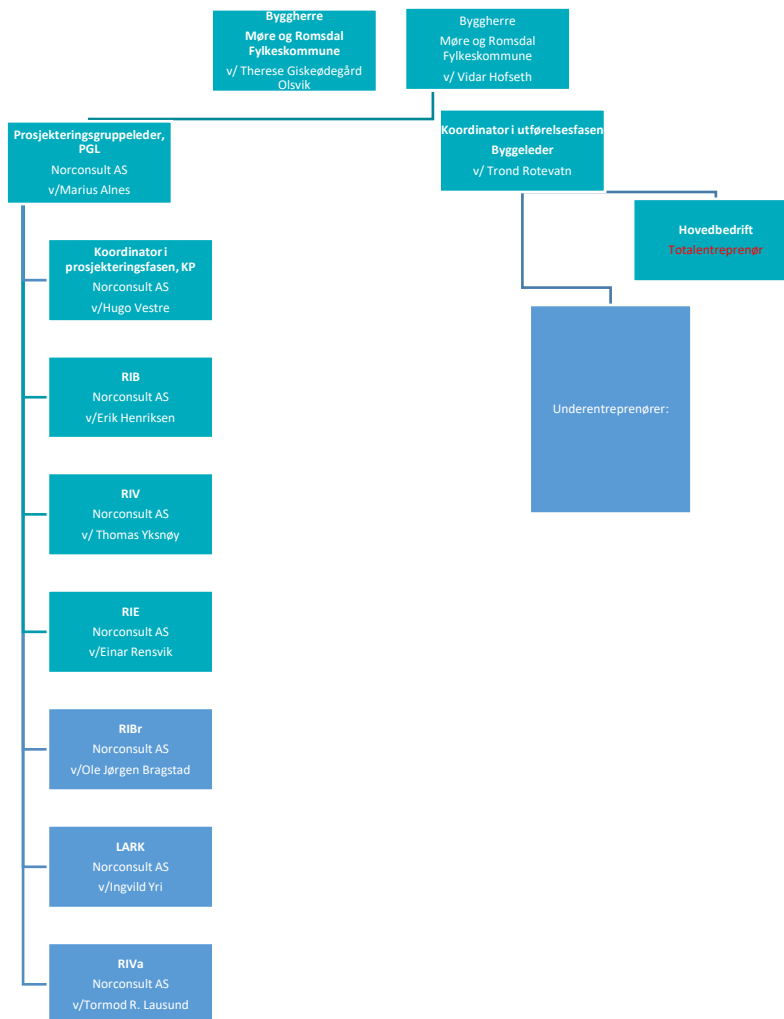 Byggherre
Møre og Romsdal
Fylkeskommune
v/ Therese Giskeødegård
Olsvik
Byggherre
Møre og Romsdal
Fylkeskommune
v/ Vidar Hofseth
Prosjekteringsgruppeleder,
PGL
Norconsult AS
v/Marius Alnes
Koordinator i utførelsesfasen
Byggeleder
v/ Trond Rotevatn
Hovedbedrift
Totalentreprenør
Underentreprenører:
Koordinator i
prosjekteringsfasen, KP
Norconsult AS
v/Hugo Vestre
RIB
Norconsult AS
v/Erik Henriksen
RIV
Norconsult AS
v/ Thomas Yksnøy
RIE
Norconsult AS
v/Einar Rensvik
RIBr
Norconsult AS
v/Ole Jørgen Bragstad
LARK
Norconsult AS
v/Ingvild Yri
RIVa
Norconsult AS
v/Tormod R. Lausund